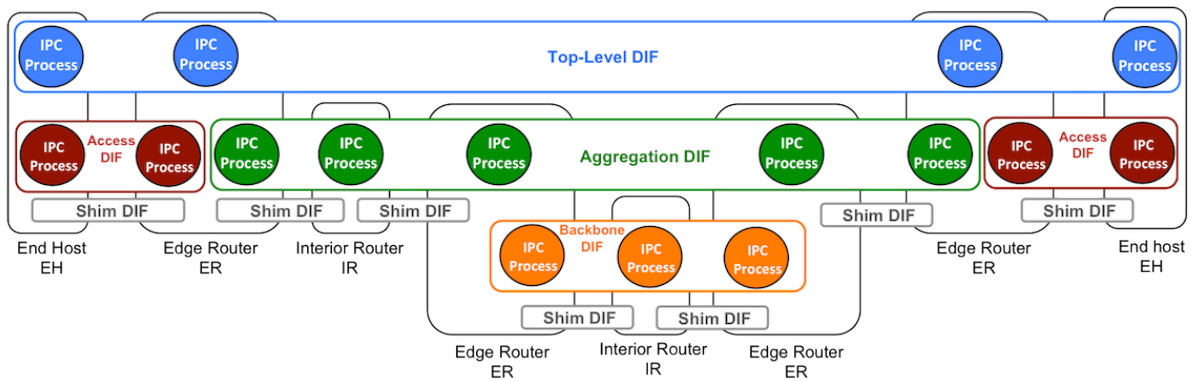 IPC
Process
IPC
Process
Top-Level DIF
IPC
Process
IPC
Process
IPC
Process
Access
DIF
IPC
Process
IPC
Process
IPC
Process
IPC
Process
Aggregation DIF
IPC
Process
IPC
Process
IPC
Process
Access
DIF
IPC
Process
Shim DIF
Shim DIF
Shim DIF
Shim DIF
Shim DIF
End Host
EH
Edge Router
ER
Interior Router
IR
IPC
Process
Backbone
DIF
IPC
Process
IPC
Process
Edge Router
ER
End host
EH
Shim DIF
Shim DIF
Edge Router
ER
Interior Router
IR
Edge Router
ER